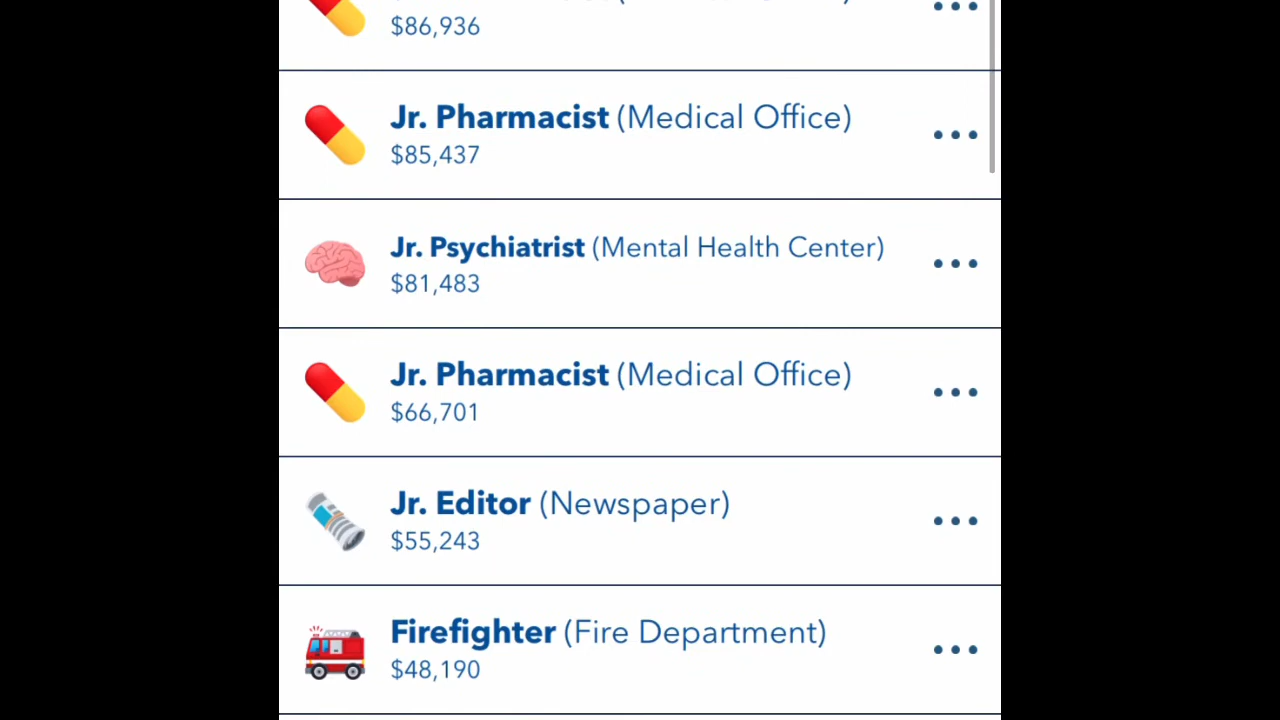 $86,936
Jr. Pharmacist (Medical Office)
$85,437
Jr. Psychiatrist (Mental Health Center)
$81,483
Jr. Pharmacist (Medical Office)
$66,701
Jr. Editor (Newspaper)
$55,243
Firefighter (Fire Department)
$48,190